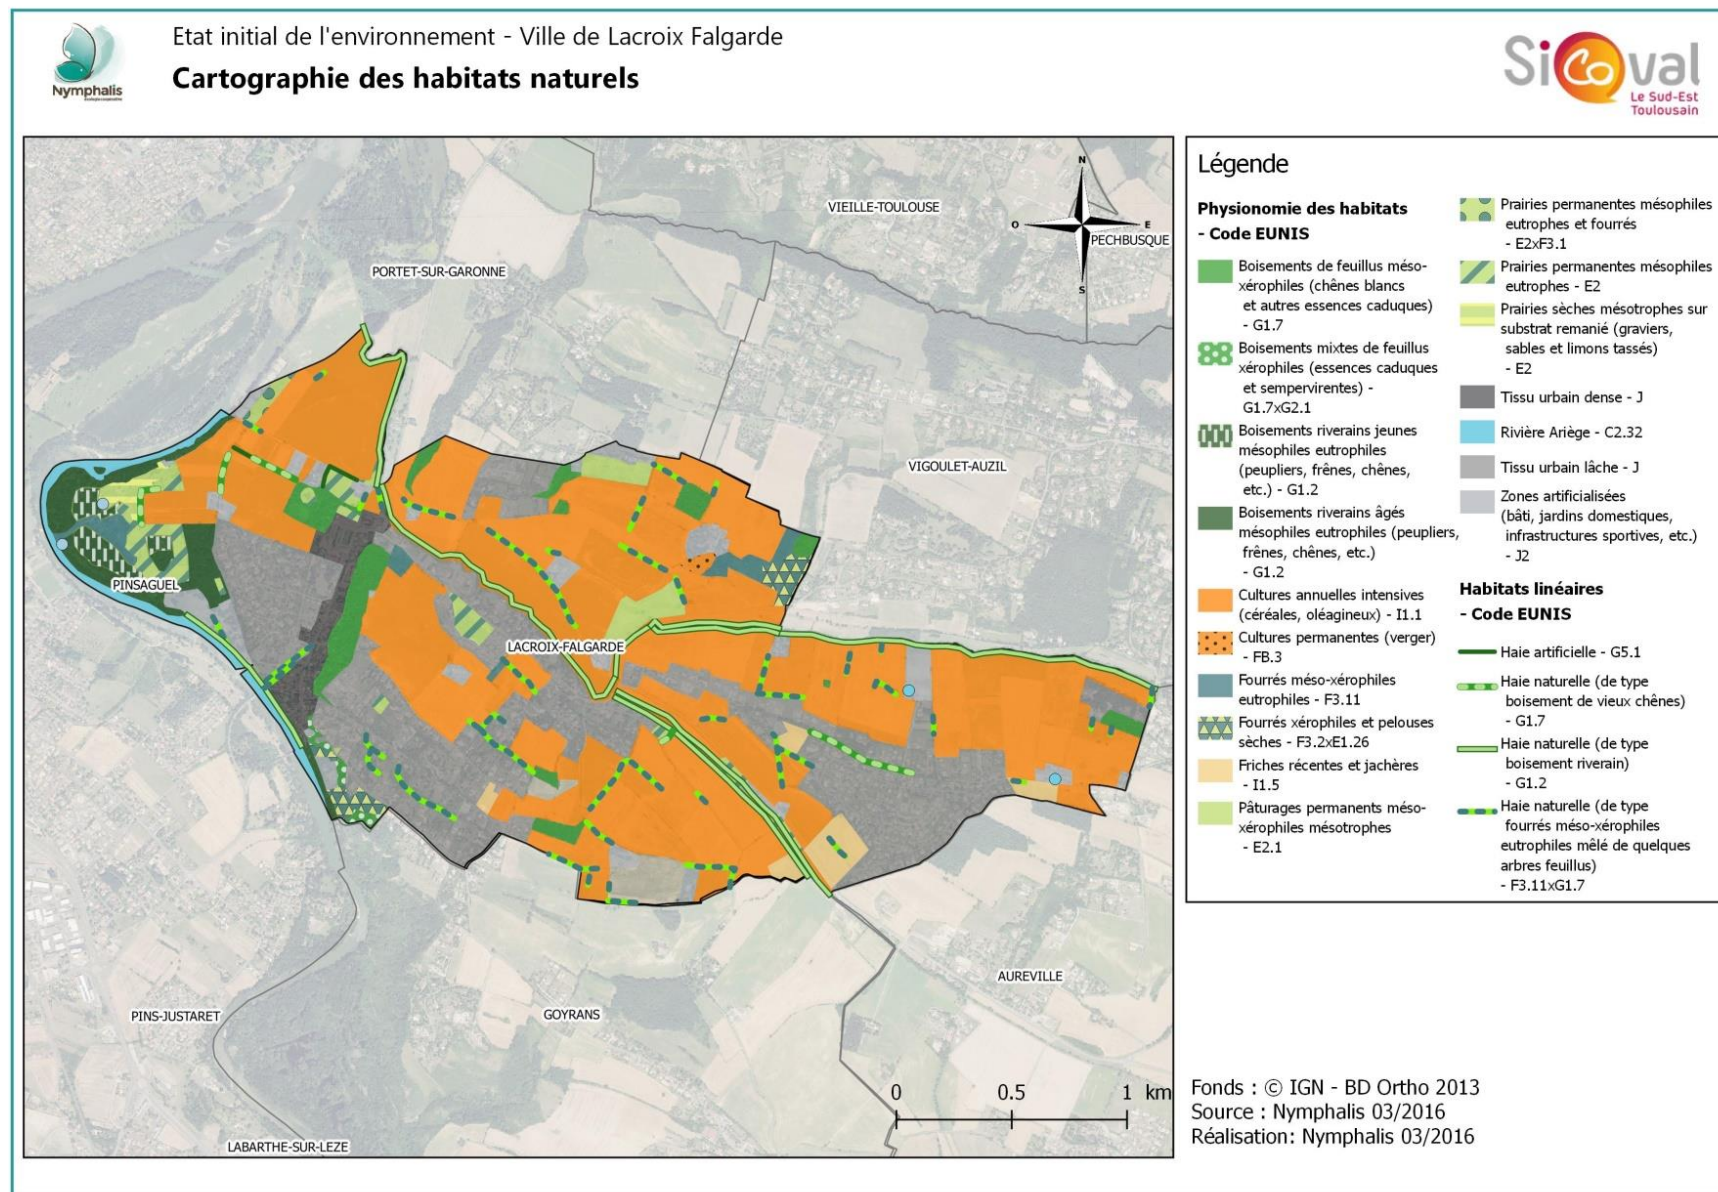 Etat initial de l'environnement - Ville de Lacroix Falgarde
Cartographie des habitats naturels
Nymphalis
SiCoval
Le Sud-Est
Toulousain
N
O
E
S
VIEILLE-TOULOUSE
PECHBUSQUE
PORTET-SUR-GARONNE
VIGOULET-AUZIL
PINSAGUEL
LACROIX-FALGARDE
AUREVILLE
PINS-JUSTARET
GOYRANS
LABARTHE-SUR-LEZE
0 0.5 1 km
Légende
Physionomie des habitats
- Code EUNIS
Boisements de feuillus méso-
xérophiles (chênes blancs
et autres essences caduques)
- G1.7
Boisements mixtes de feuillus
xérophiles (essences caduques
et sempervirentes) -
G1.7xG2.1
Boisements riverains jeunes
mésophiles eutrophiles
(peupliers, frênes, chênes,
etc.) - G1.2
Boisements riverains âgés
mésophiles eutrophiles (peupliers,
frênes, chênes, etc.)
- G1.2
Cultures annuelles intensives
(céréales, oléagineux) - I1.1
Cultures permanentes (verger)
- FB.3
Fourrés méso-xérophiles
eutrophiles - F3.11
Fourrés xérophiles et pelouses
sèches - F3.2xE1.26
Friches récentes et jachères
- I1.5
Pâturages permanents méso-
xérophiles mésotrophes
- E2.1
Prairies permanentes mésophiles
eutrophes et fourrés
- E2xF3.1
Prairies permanentes mésophiles
eutrophes - E2
Prairies sèches mésotrophes sur
substrat remanié (graviers,
sables et limons tassés)
- E2
Tissu urbain dense - J
Rivière Ariège - C2.32
Tissu urbain lâche - J
Zones artificialisées
(bâti, jardins domestiques,
infrastructures sportives, etc.)
- J2
Habitats linéaires
- Code EUNIS
Haie artificielle - G5.1
Haie naturelle (de type
boisement de vieux chênes)
- G1.7
Haie naturelle (de type
boisement riverain)
- G1.2
Haie naturelle (de type
fourrés méso-xérophiles
eutrophiles mêlé de quelques
arbres feuillus)
- F3.11xG1.7
Fonds : © IGN - BD Ortho 2013
Source : Nymphalis 03/2016
Réalisation: Nymphalis 03/2016